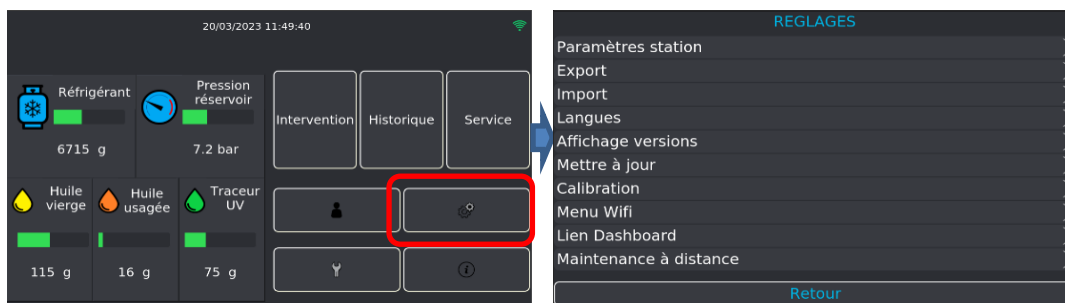 20/03/2023 11:49:40
Réfrigérant
6715 g
Pression
réservoir
7.2 bar
Intervention
Historique
Service
Huile
vierge
115 g
Huile
usagée
16 g
Traceur
UV
75 g
REGLAGES
Paramètres station
Export
Import
Langues
Affichage versions
Mettre à jour
Calibration
Menu Wifi
Lien Dashboard
Maintenance à distance
Retour